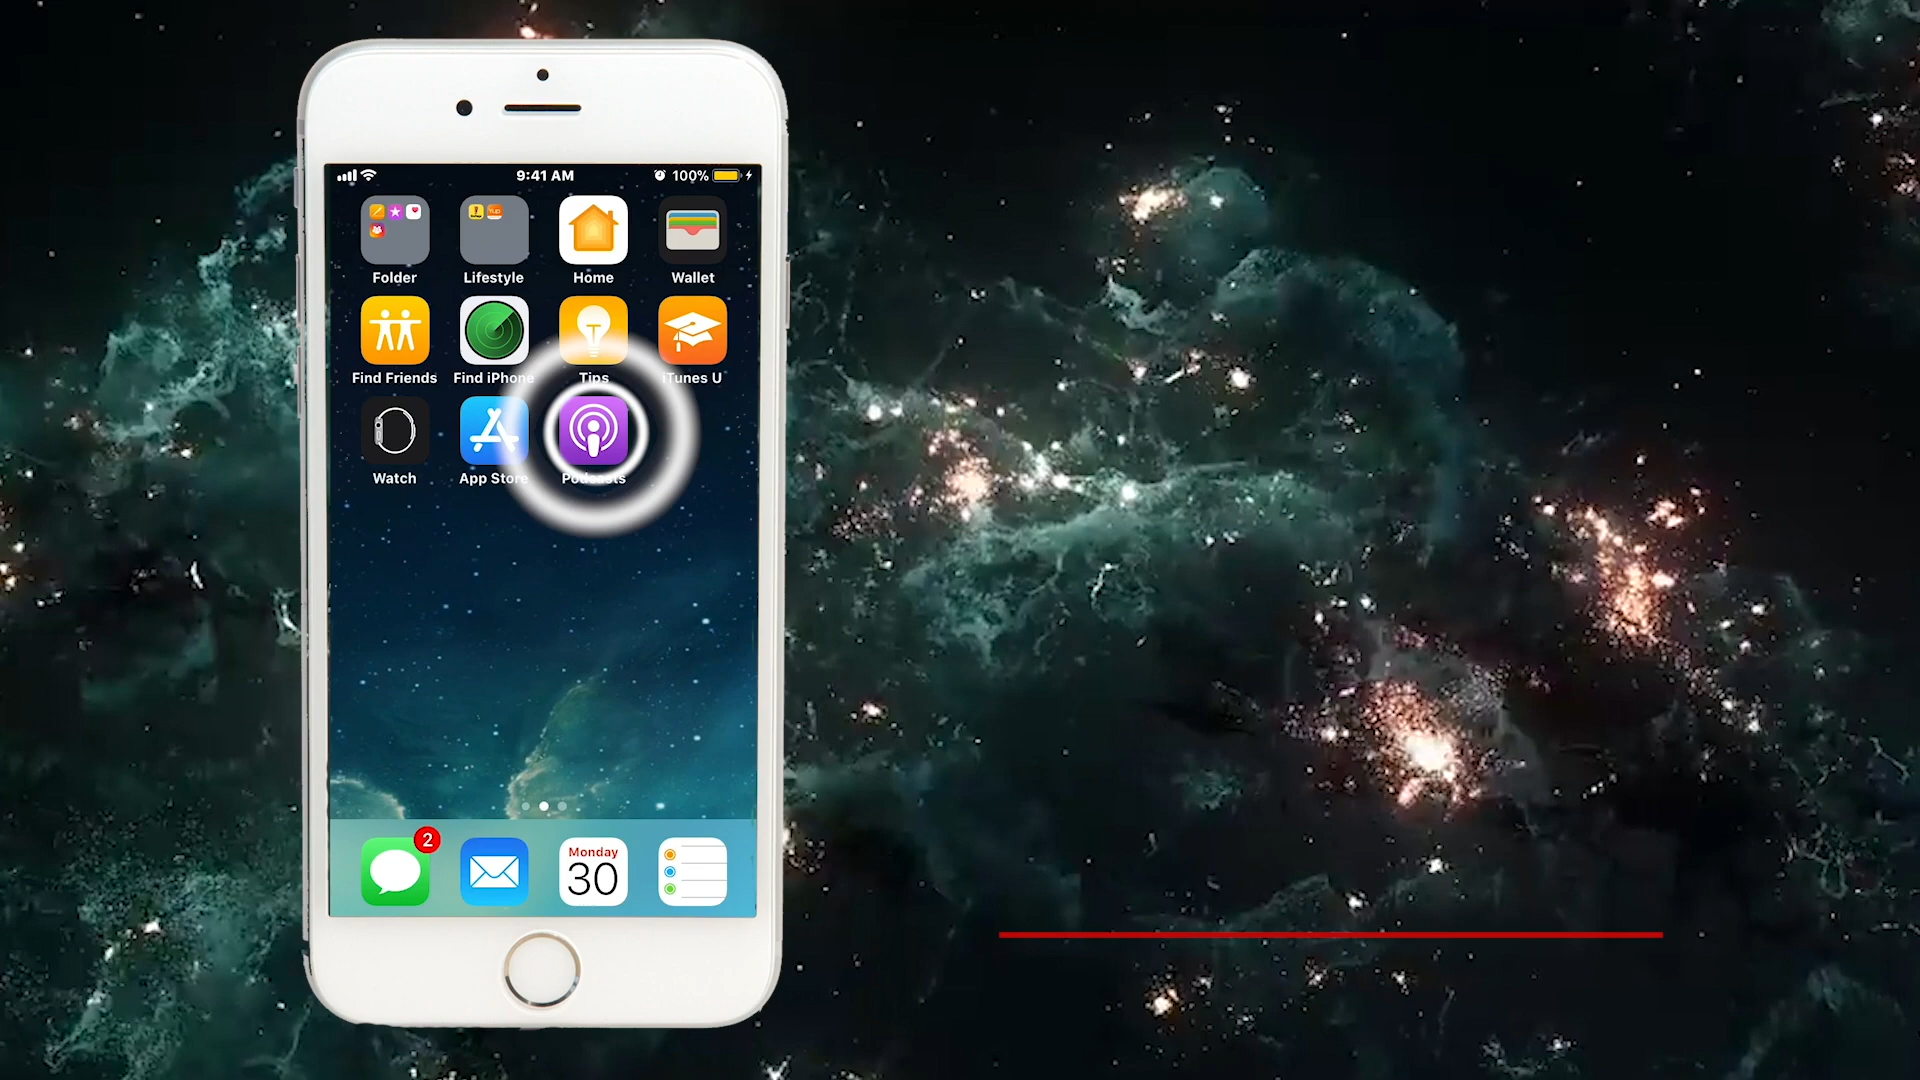 9:41 AM
100%
Folder
Lifestyle
Home
Wallet
Find Friends
Find iPhone
Tips
iTunes U
Watch
App Store
Podcasts
2
Monday
30